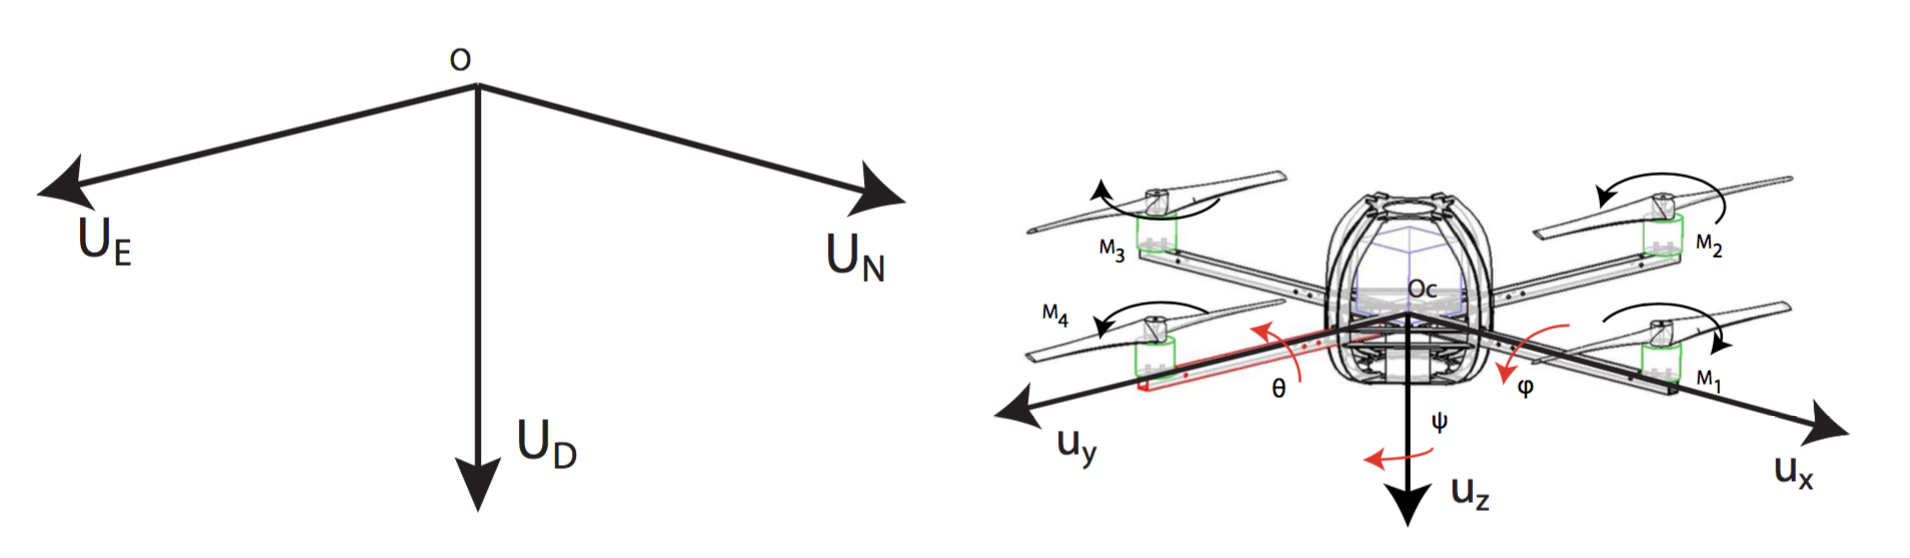 O
U_E
U_N
U_D
M_3
M_2
Oc
M_4
θ
φ
M_1
ψ
u_y
u_x
u_z